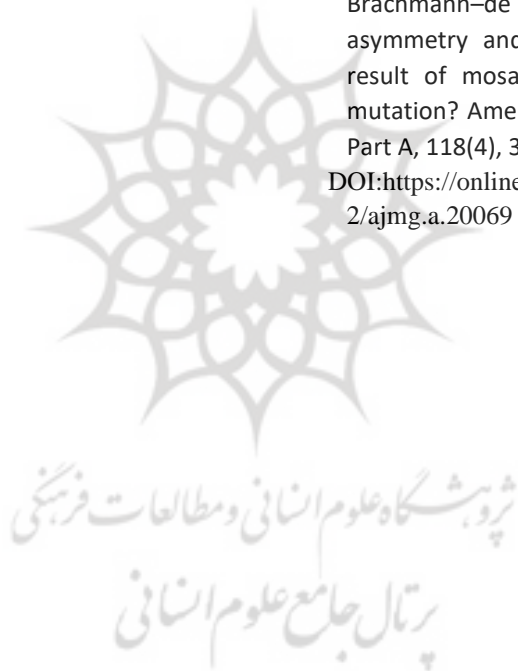 Brachmann–de
asymmetry and
result of mosa
mutation? Ame
Part A, 118(4), 3
DOI:https://online
2/ajmg.a.20069
پژوهشگاه علوم انسانی و مطالعات فرهنگی
پرتال جامع علوم انسانی